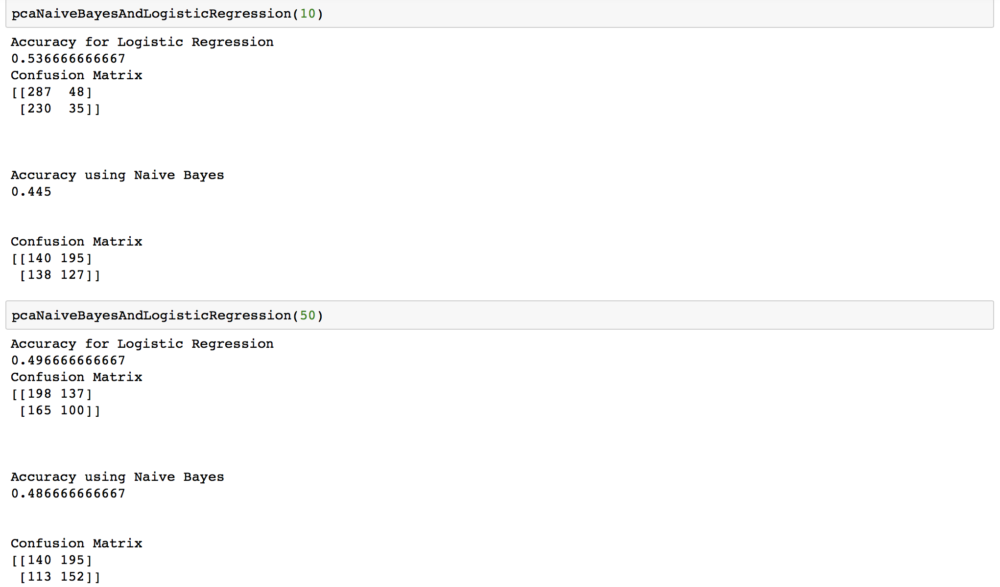 pcaNaiveBayesAndLogisticRegression(10)
Accuracy for Logistic Regression
0.536666666667
Confusion Matrix
[[287  48]
 [230  35]]
Accuracy using Naive Bayes
0.445
Confusion Matrix
[[140 195]
 [138 127]]
pcaNaiveBayesAndLogisticRegression(50)
Accuracy for Logistic Regression
0.496666666667
Confusion Matrix
[[198 137]
 [165 100]]
Accuracy using Naive Bayes
0.486666666667
Confusion Matrix
[[140 195]
 [113 152]]